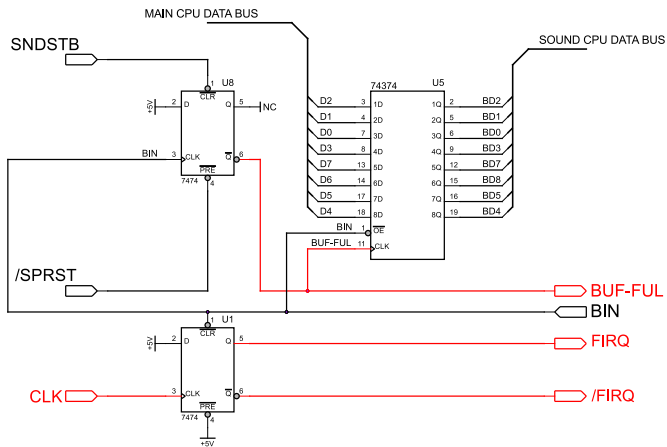 MAIN CPU DATA BUS
SOUND CPU DATA BUS
SNDSTB
U8
1
CLR
+5V 2 D Q 5 NC
BIN 3 CLK Q 6
PRE
7474 4
/SPRST
74374 U5
D2 3 1D 1Q 2 BD2
D1 4 2D 2Q 5 BD1
D0 7 3D 3Q 6 BD0
D3 8 4D 4Q 9 BD3
D7 13 5D 5Q 12 BD7
D6 14 6D 6Q 15 BD8
D5 17 7D 7Q 16 BD5
D4 18 8D 8Q 19 BD4
BIN 1 OE
BUF-FUL 11 CLK
BUF-FUL
BIN
U1
1
CLR
+5V 2 D Q 5 FIRQ
CLK 3 CLK Q 6 /FIRQ
PRE
7474 4
+5V